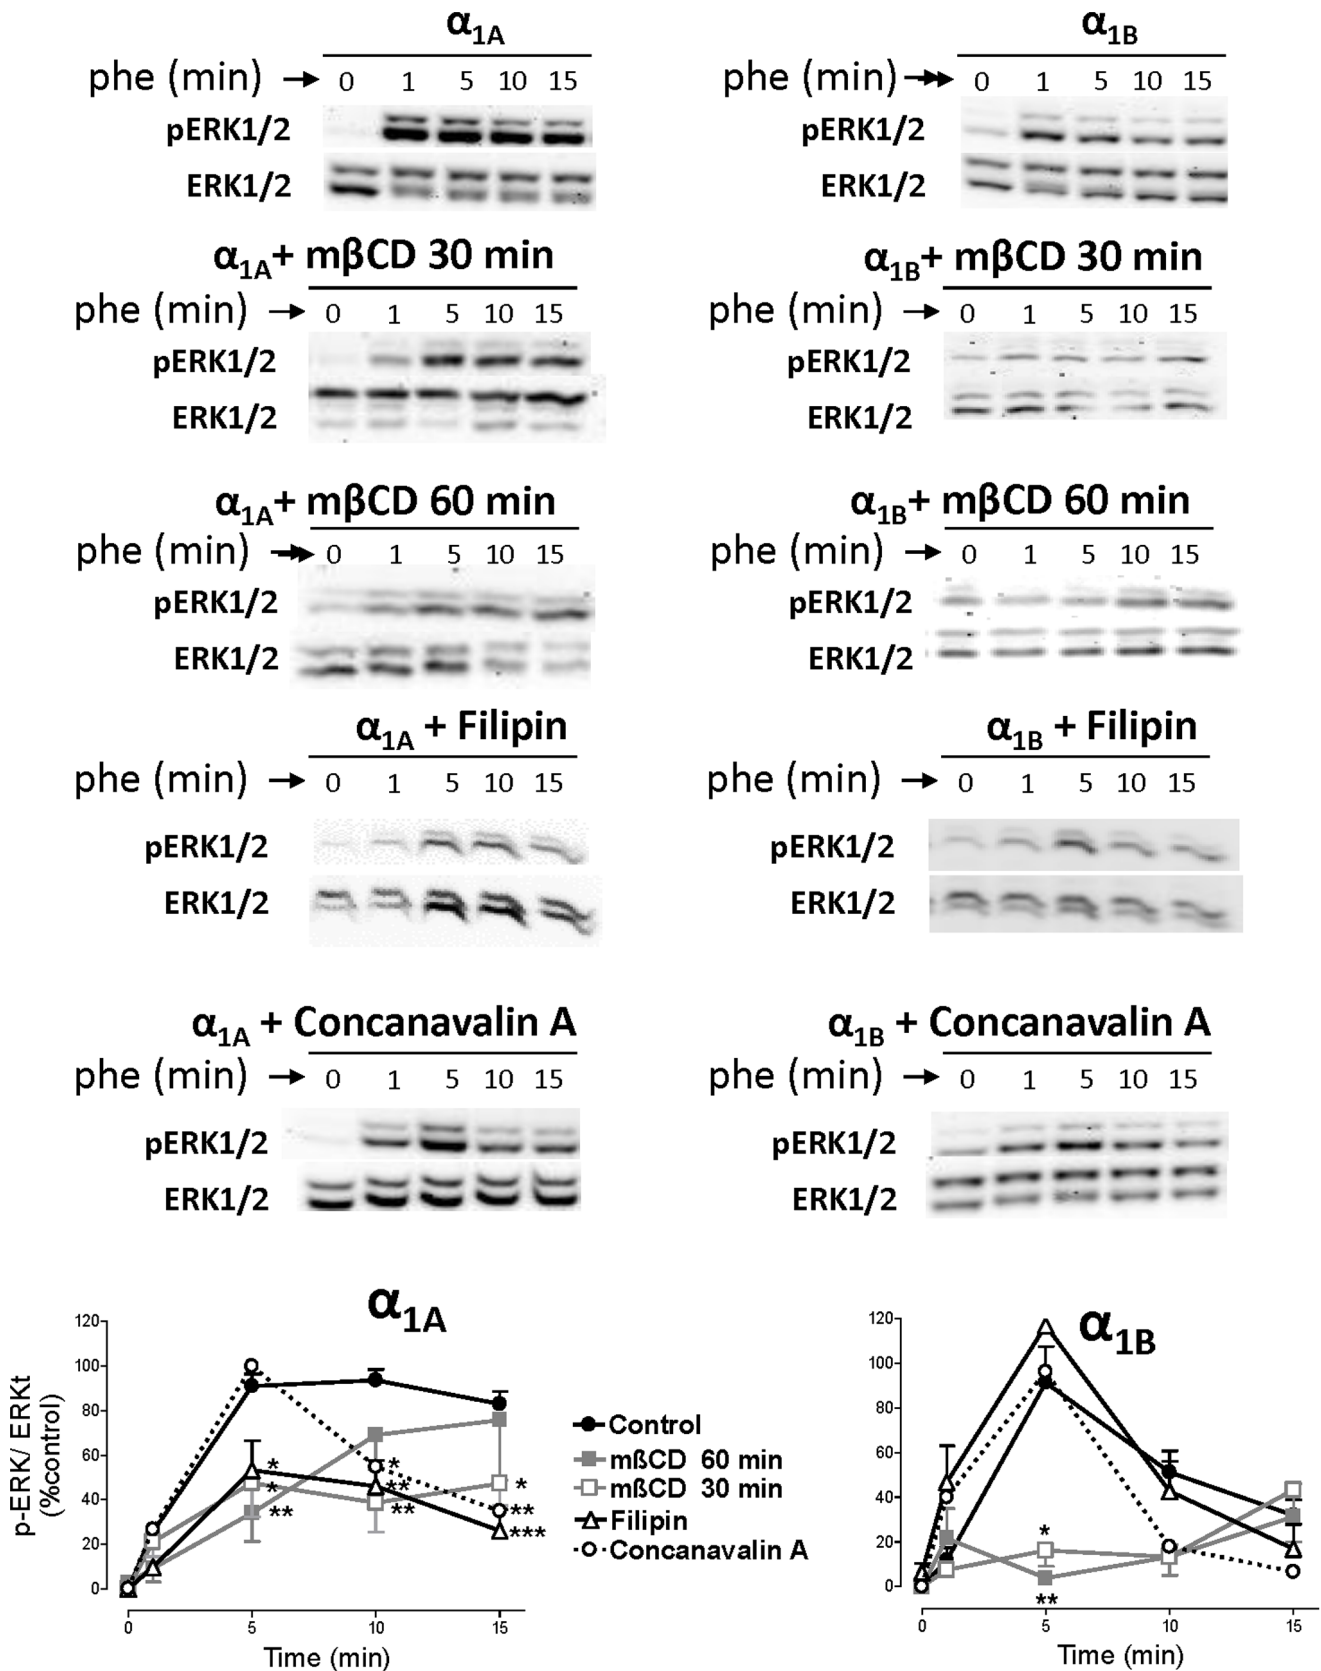 α1A
phe (min) → 0 1 5 10 15
pERK1/2
ERK1/2
α1B
phe (min) → 0 1 5 10 15
pERK1/2
ERK1/2
α1A+ mβCD 30 min
phe (min) → 0 1 5 10 15
pERK1/2
ERK1/2
α1B+ mβCD 30 min
phe (min) → 0 1 5 10 15
pERK1/2
ERK1/2
α1A+ mβCD 60 min
phe (min) → 0 1 5 10 15
pERK1/2
ERK1/2
α1B+ mβCD 60 min
phe (min) → 0 1 5 10 15
pERK1/2
ERK1/2
α1A + Filipin
phe (min) → 0 1 5 10 15
pERK1/2
ERK1/2
α1B + Filipin
phe (min) → 0 1 5 10 15
pERK1/2
ERK1/2
α1A + Concanavalin A
phe (min) → 0 1 5 10 15
pERK1/2
ERK1/2
α1B + Concanavalin A
phe (min) → 0 1 5 10 15
pERK1/2
ERK1/2
α1A
p-ERK/ ERKt
(%control)
120
100
80
60
40
20
0
*
*
**
*
**
**
*
**
***
0 5 10 15
Time (min)
Control
mßCD 60 min
mßCD 30 min
Filipin
Concanavalin A
α1B
120
100
80
60
40
20
0
*
**
0 5 10 15
Time (min)